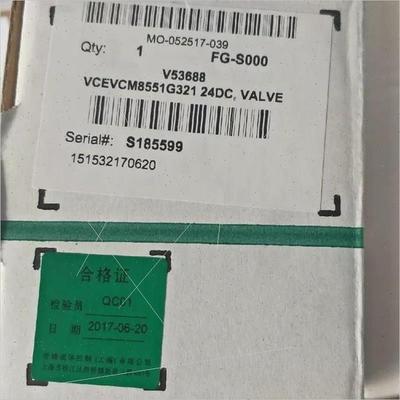 MO-052517-039
Qty: 1 FG-S000
V53688
VCEVCM8551G321 24DC, VALVE
Serial#: S185599
151532170620
合格证
检验员 QC01
日期 2017-06-20